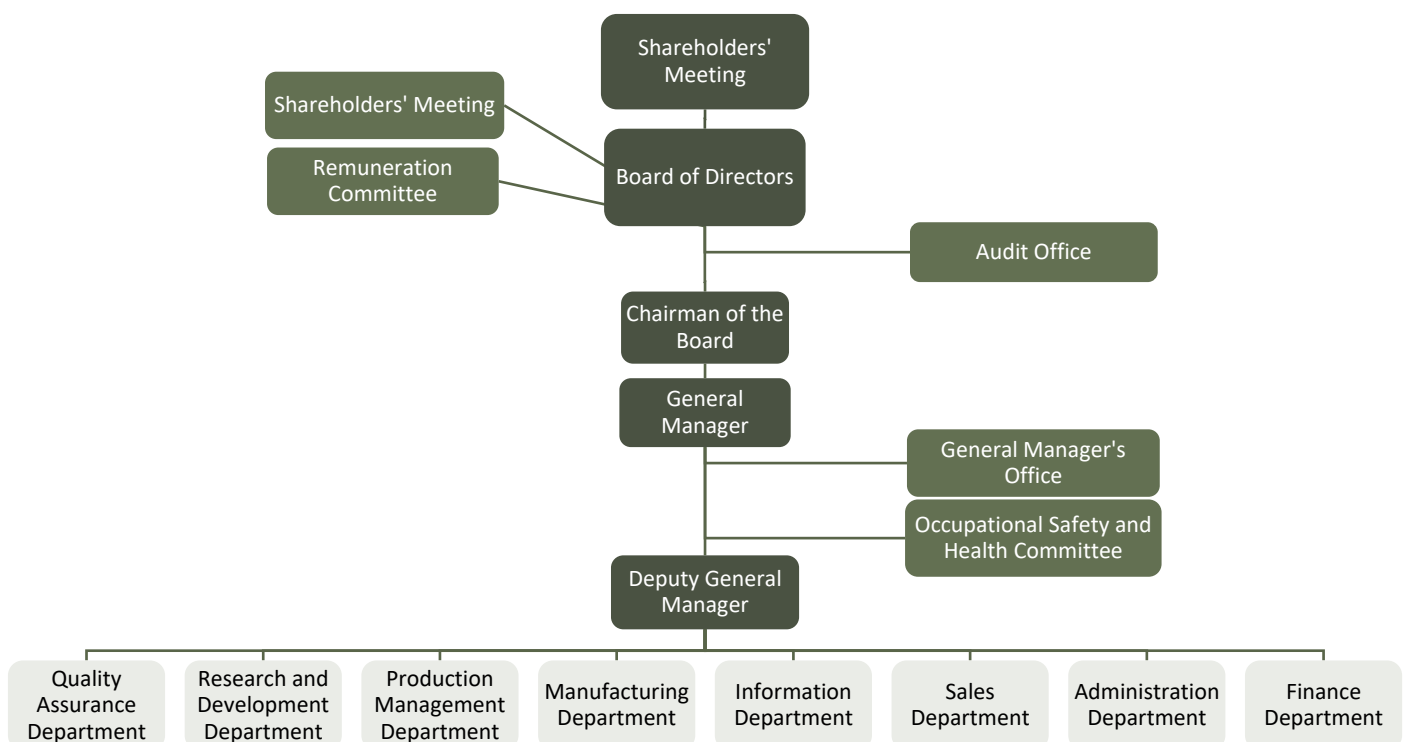 Shareholders'
Meeting
Shareholders' Meeting
Remuneration
Committee
Board of Directors
Audit Office
Chairman of the
Board
General
Manager
General Manager's
Office
Occupational Safety and
Health Committee
Deputy General
Manager
Quality
Assurance
Department
Research and
Development
Department
Production
Management
Department
Manufacturing
Department
Information
Department
Sales
Department
Administration
Department
Finance
Department